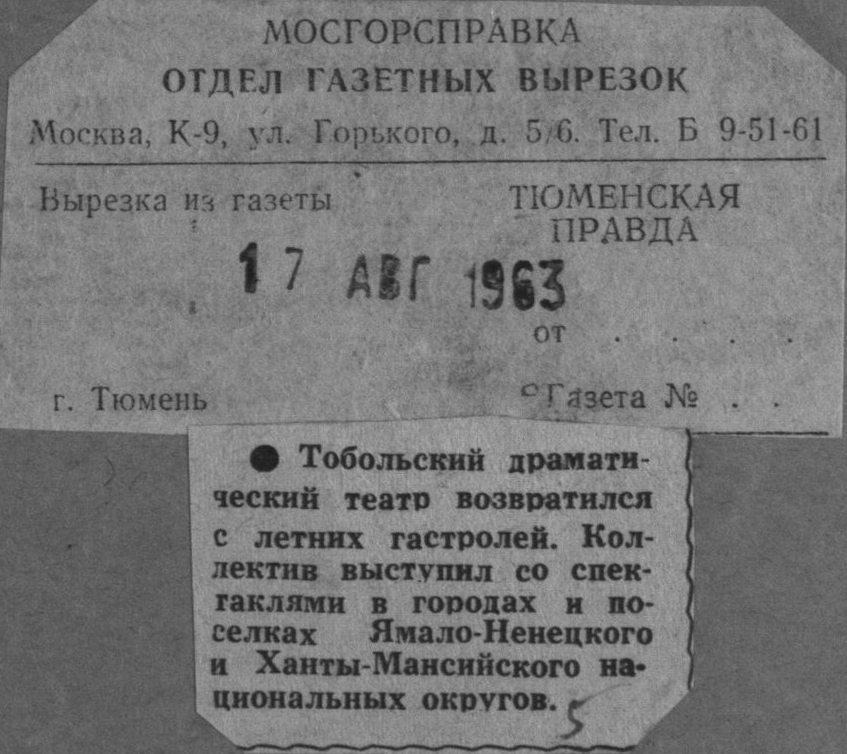 МОСГОРСПРАВКА
ОТДЕЛ ГАЗЕТНЫХ ВЫРЕЗОК
Москва, К-9, ул. Горького, д. 5/6. Тел. Б 9-51-61
Вырезка из газеты
ТЮМЕНСКАЯ
ПРАВДА
17 АВГ 1963
от . . . .
г. Тюмень
Газета № . .
● Тобольский драмати-
ческий театр возвратился
с летних гастролей. Кол-
лектив выступил со спек-
таклями в городах и по-
селках Ямало-Ненецкого
и Ханты-Мансийского на-
циональных округов.
5